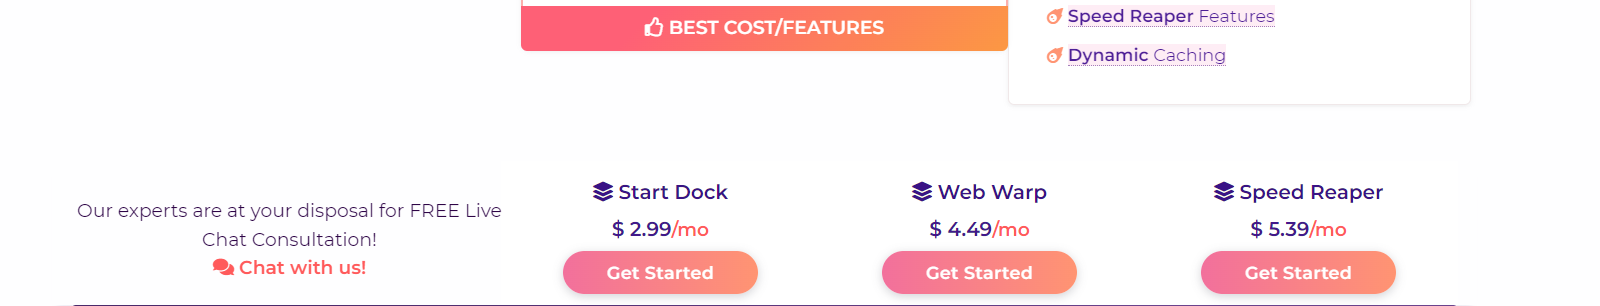 BEST COST/FEATURES
Speed Reaper Features
Dynamic Caching
Our experts are at your disposal for FREE Live
Chat Consultation!
Chat with us!
Start Dock
$ 2.99/mo
Get Started
Web Warp
$ 4.49/mo
Get Started
Speed Reaper
$ 5.39/mo
Get Started